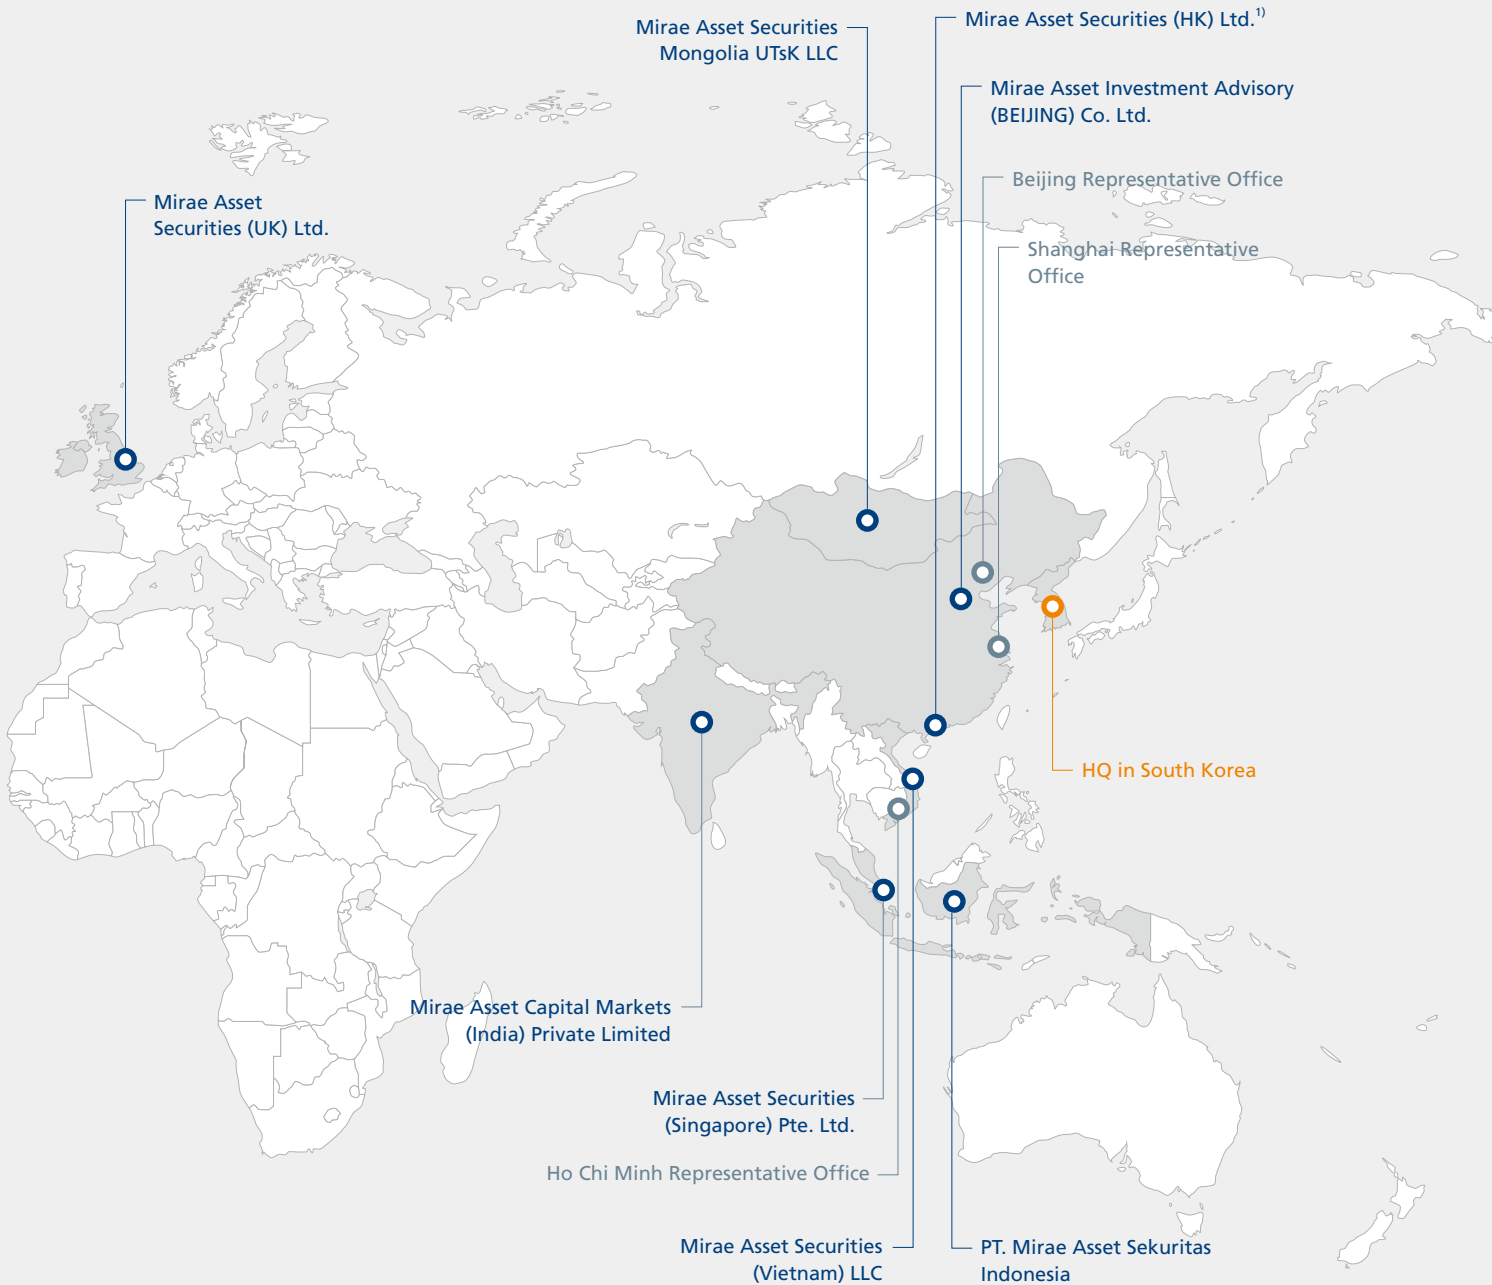 Mirae Asset Securities
Mongolia UTsK LLC
Mirae Asset Securities (HK) Ltd.¹⁾
Mirae Asset Investment Advisory
(BEIJING) Co. Ltd.
Beijing Representative Office
Mirae Asset
Securities (UK) Ltd.
Shanghai Representative
Office
HQ in South Korea
Mirae Asset Capital Markets
(India) Private Limited
Mirae Asset Securities
(Singapore) Pte. Ltd.
Ho Chi Minh Representative Office
Mirae Asset Securities
(Vietnam) LLC
PT. Mirae Asset Sekuritas
Indonesia